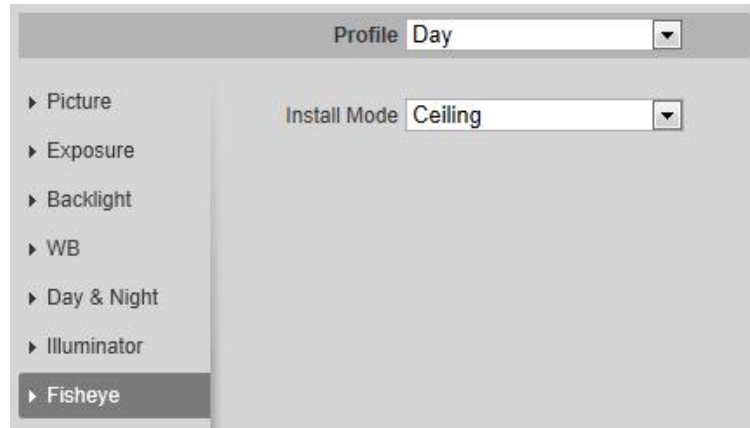 Profile Day
Picture
Install Mode Ceiling
Exposure
Backlight
WB
Day & Night
Illuminator
Fisheye